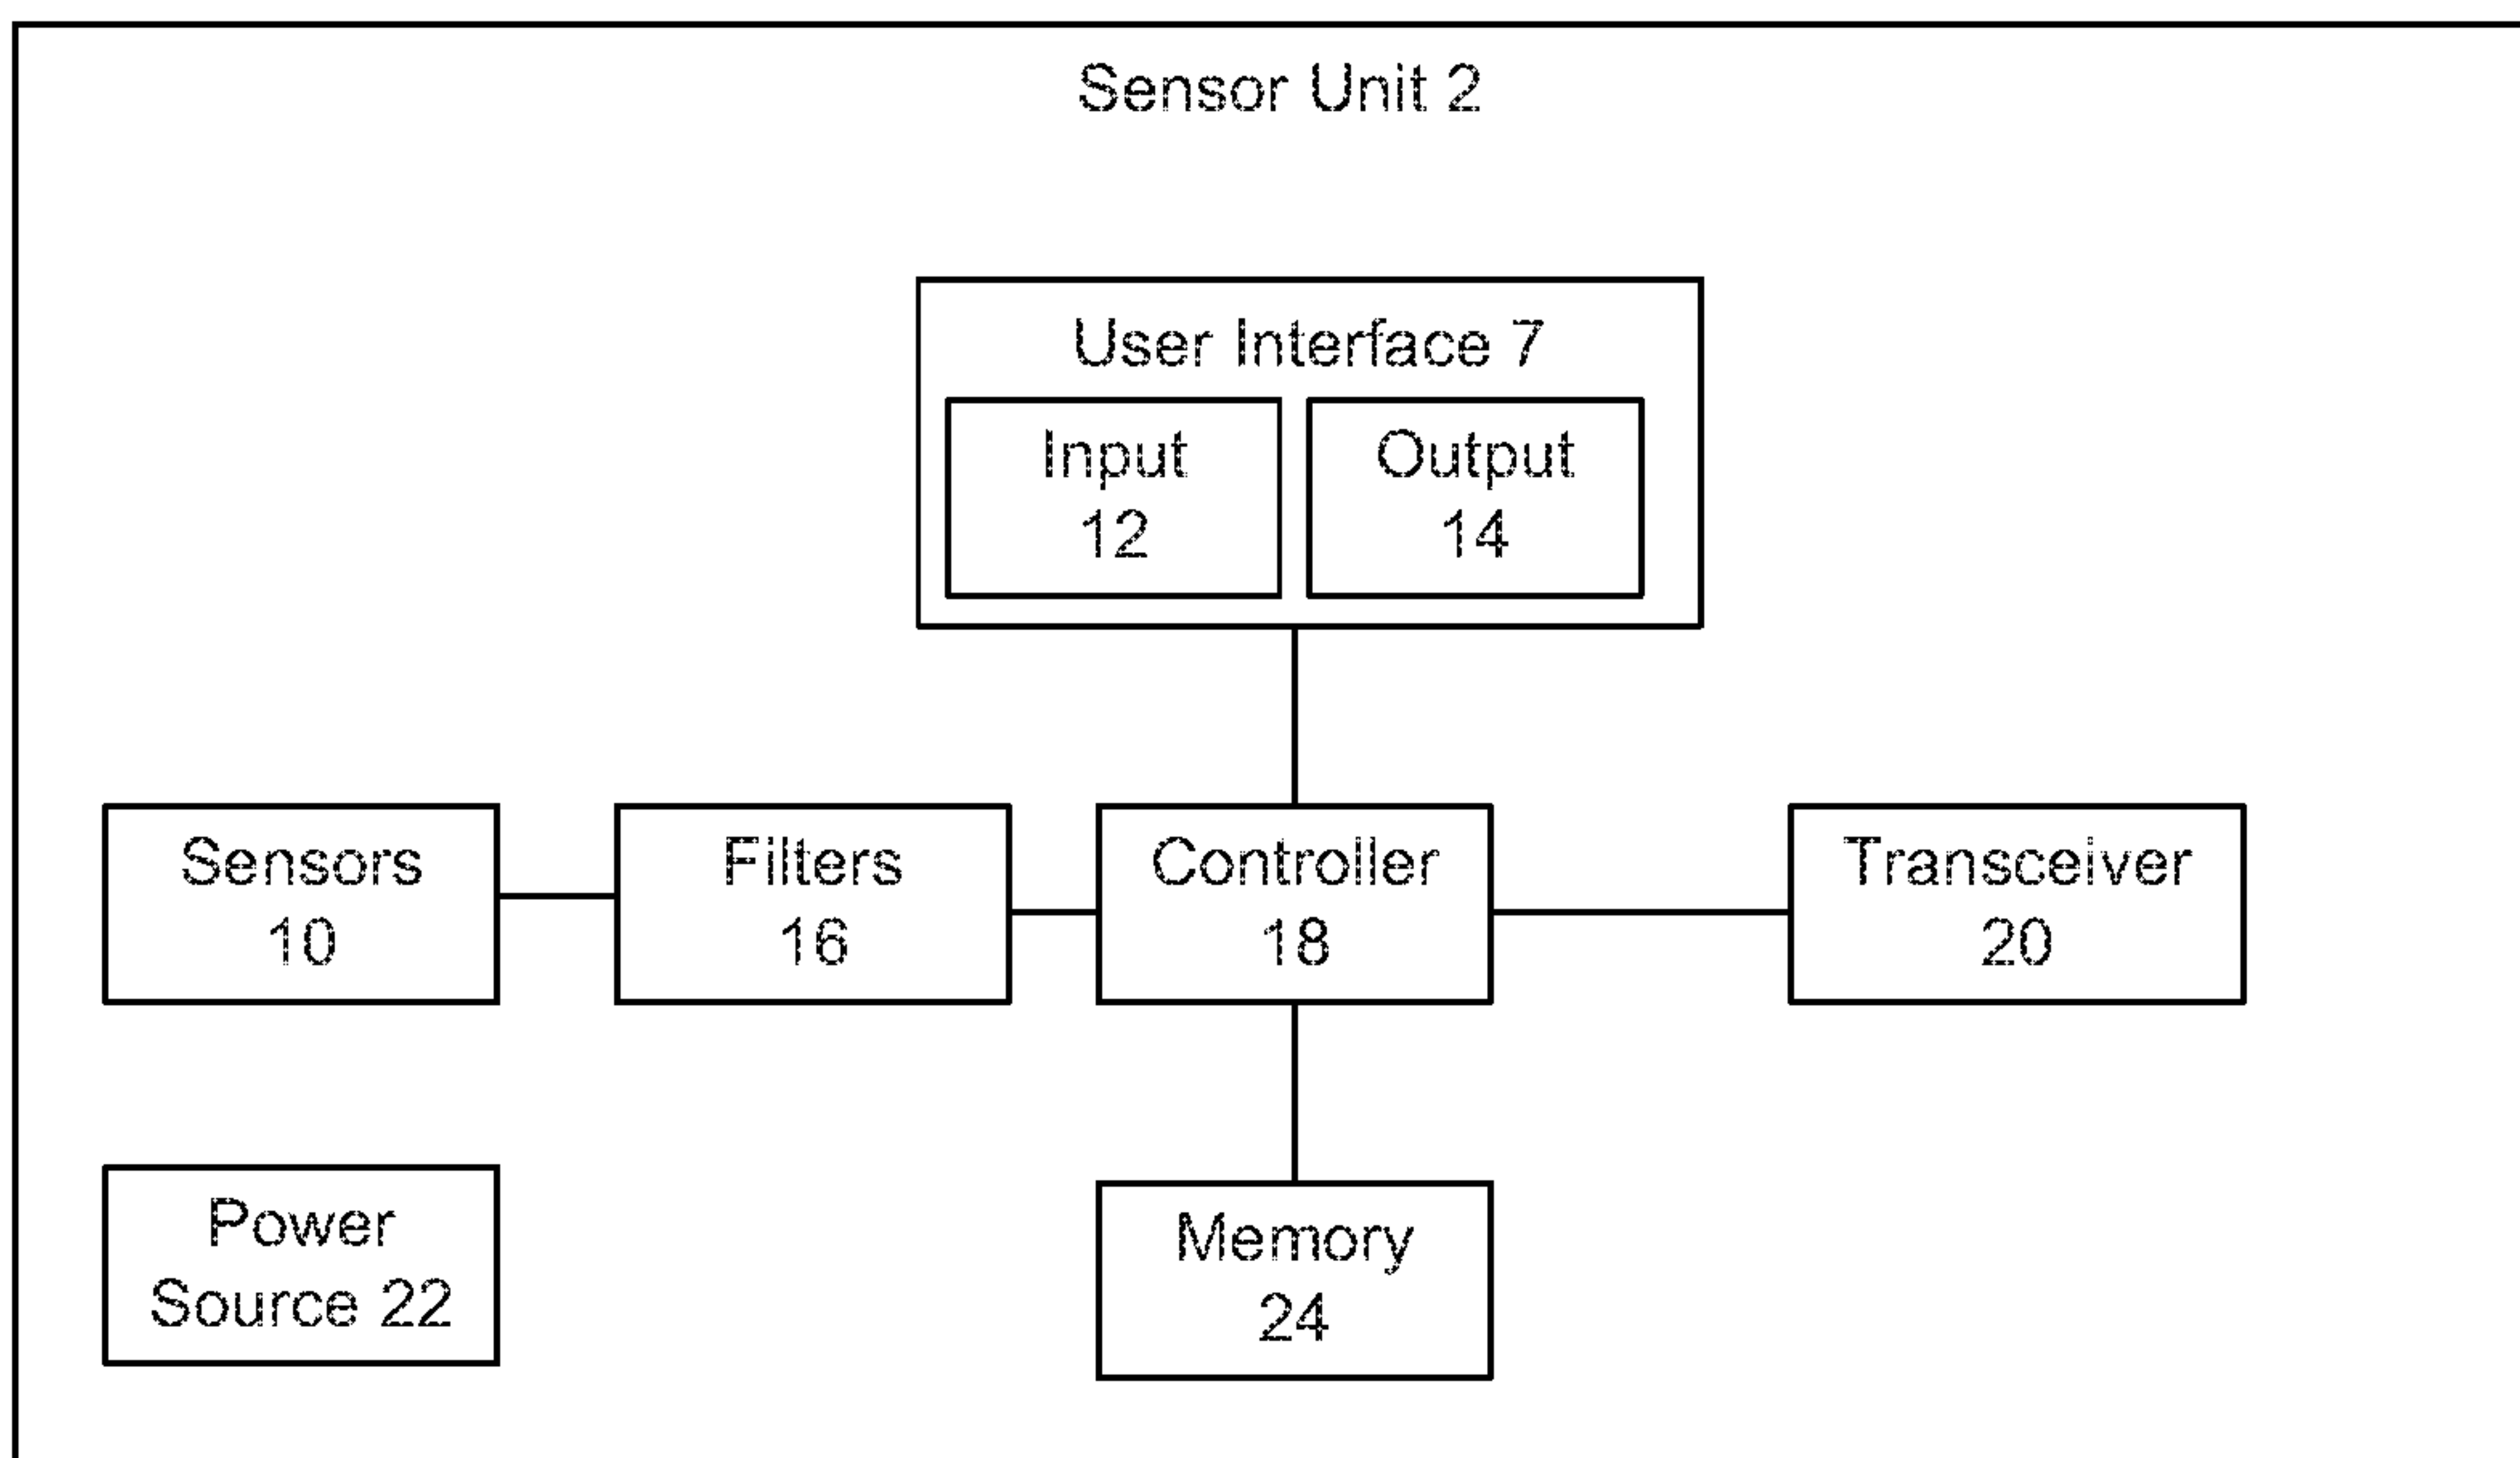 Sensor Unit 2
User Interface 7
Input
12
Output
14
Sensors
10
Filters
16
Controller
18
Transceiver
20
Power
Source 22
Memory
24